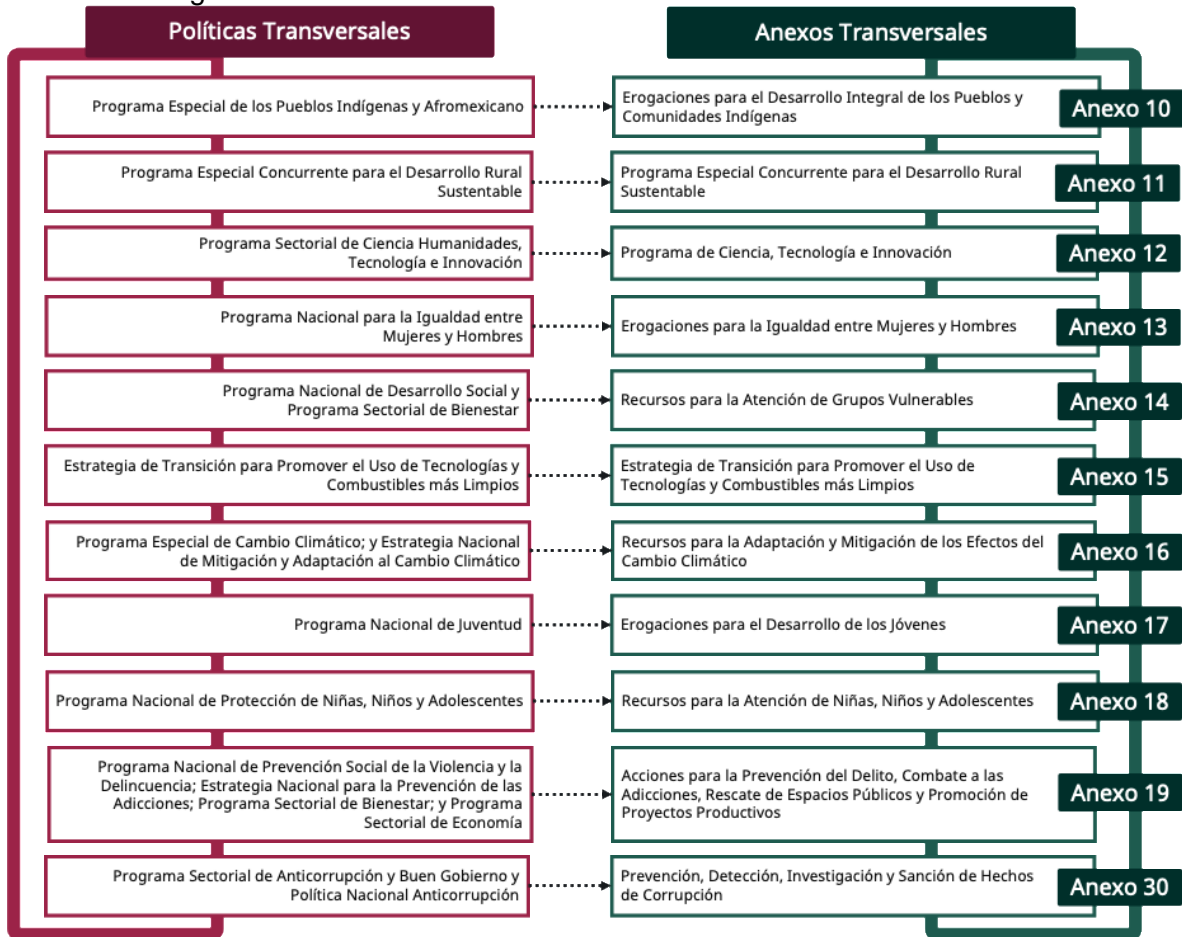 Políticas Transversales
Anexos Transversales
Programa Especial de los Pueblos Indígenas y Afromexicano
Erogaciones para el Desarrollo Integral de los Pueblos y
Comunidades Indígenas
Anexo 10
Programa Especial Concurrente para el Desarrollo Rural
Sustentable
Programa Especial Concurrente para el Desarrollo Rural
Sustentable
Anexo 11
Programa Sectorial de Ciencia Humanidades,
Tecnología e Innovación
Programa de Ciencia, Tecnología e Innovación
Anexo 12
Programa Nacional para la Igualdad entre
Mujeres y Hombres
Erogaciones para la Igualdad entre Mujeres y Hombres
Anexo 13
Programa Nacional de Desarrollo Social y
Programa Sectorial de Bienestar
Recursos para la Atención de Grupos Vulnerables
Anexo 14
Estrategia de Transición para Promover el Uso de Tecnologías y
Combustibles más Limpios
Estrategia de Transición para Promover el Uso de
Tecnologías y Combustibles más Limpios
Anexo 15
Programa Especial de Cambio Climático; y Estrategia Nacional
de Mitigación y Adaptación al Cambio Climático
Recursos para la Adaptación y Mitigación de los Efectos del
Cambio Climático
Anexo 16
Programa Nacional de Juventud
Erogaciones para el Desarrollo de los Jóvenes
Anexo 17
Programa Nacional de Protección de Niñas, Niños y Adolescentes
Recursos para la Atención de Niñas, Niños y Adolescentes
Anexo 18
Programa Nacional de Prevención Social de la Violencia y la
Delincuencia; Estrategia Nacional para la Prevención de las
Adicciones; Programa Sectorial de Bienestar; y Programa
Sectorial de Economía
Acciones para la Prevención del Delito, Combate a las
Adicciones, Rescate de Espacios Públicos y Promoción de
Proyectos Productivos
Anexo 19
Programa Sectorial de Anticorrupción y Buen Gobierno y
Política Nacional Anticorrupción
Prevención, Detección, Investigación y Sanción de Hechos
de Corrupción
Anexo 30